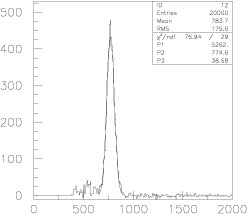 ID 12
Entries 20000
Mean 783.7
RMS 175.6
χ²/ndf 76.94 / 29
P1 5262.
P2 774.6
P3 38.68
500
400
300
200
100
0
0 500 1000 1500 2000